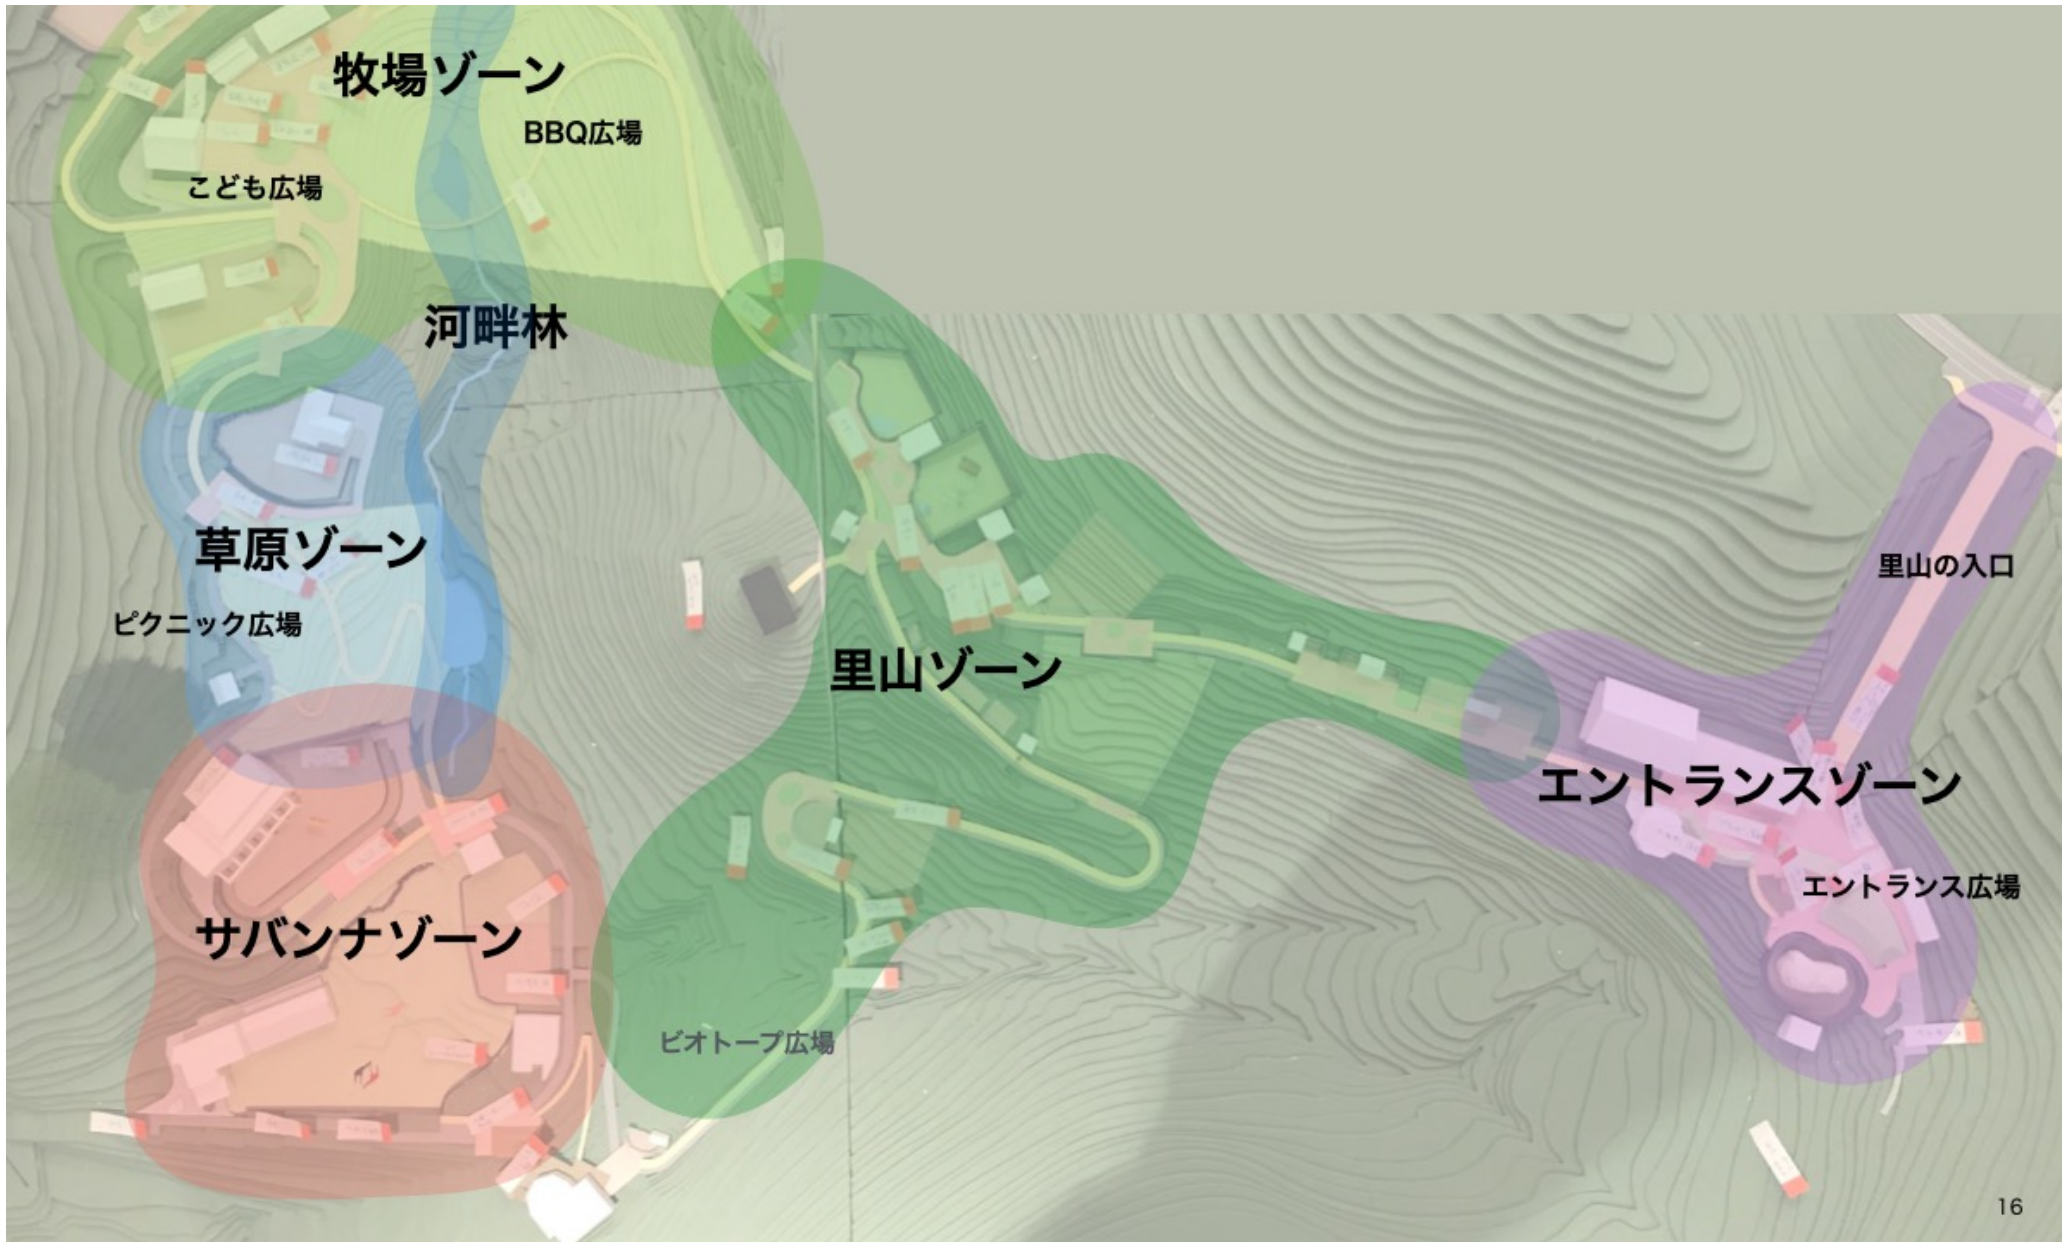 牧場ゾーン
BBQ広場
こども広場
河畔林
草原ゾーン
ピクニック広場
里山の入口
里山ゾーン
エントランスゾーン
エントランス広場
サバンナゾーン
ビオトープ広場
16